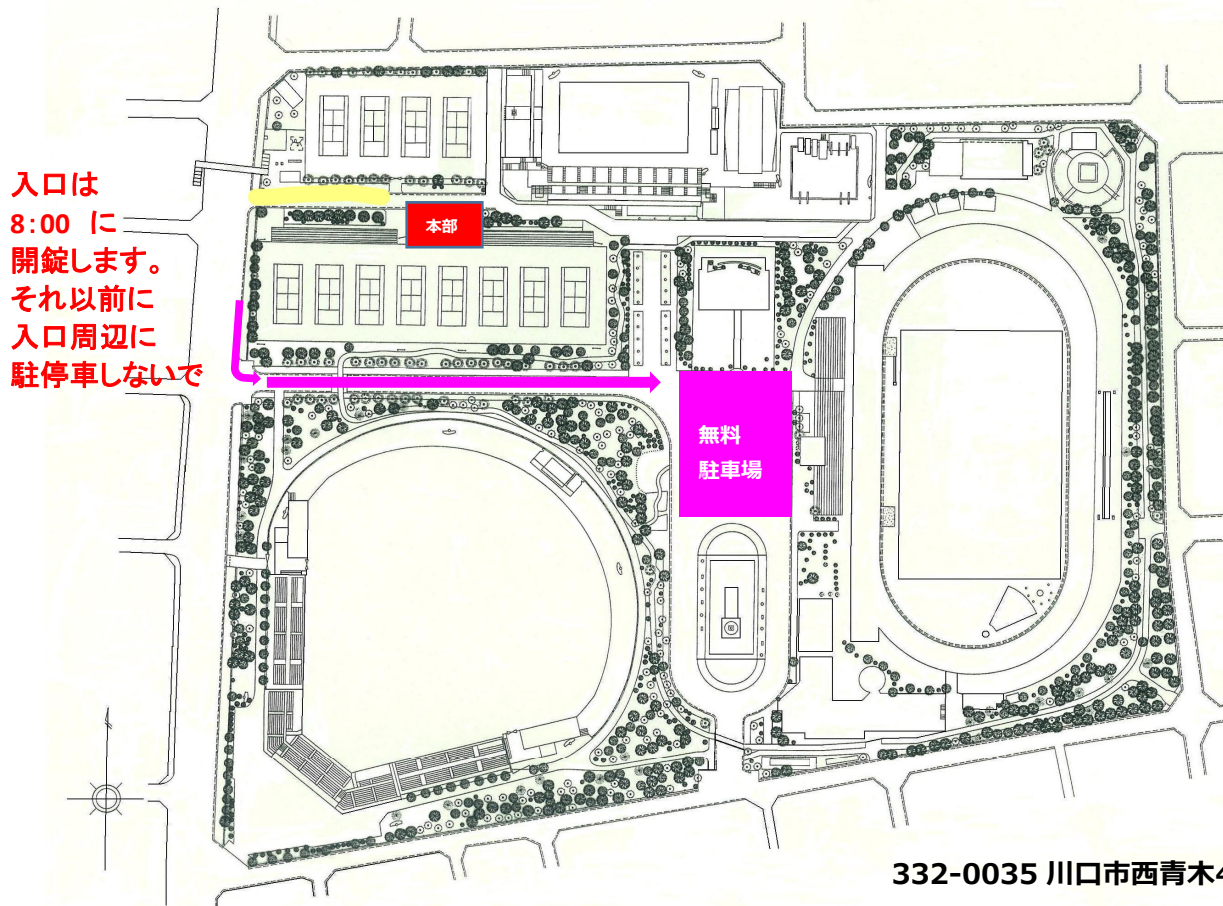 本部
入口は
8:00 に
開錠します。
それ以前に
入口周辺に
駐停車しないで
無料
駐車場
332-0035 川口市西青木4